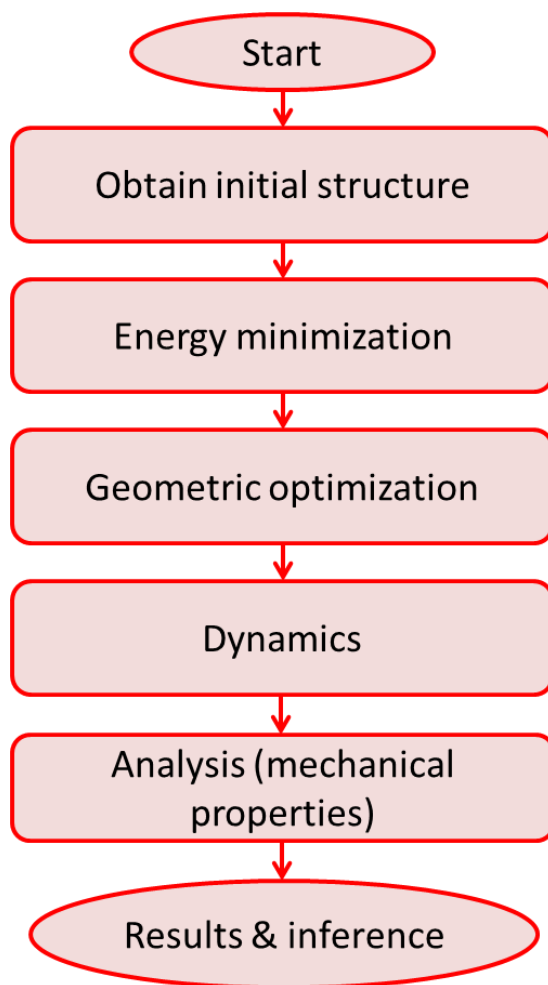 Start
Obtain initial structure
Energy minimization
Geometric optimization
Dynamics
Analysis (mechanical
properties)
Results & inference